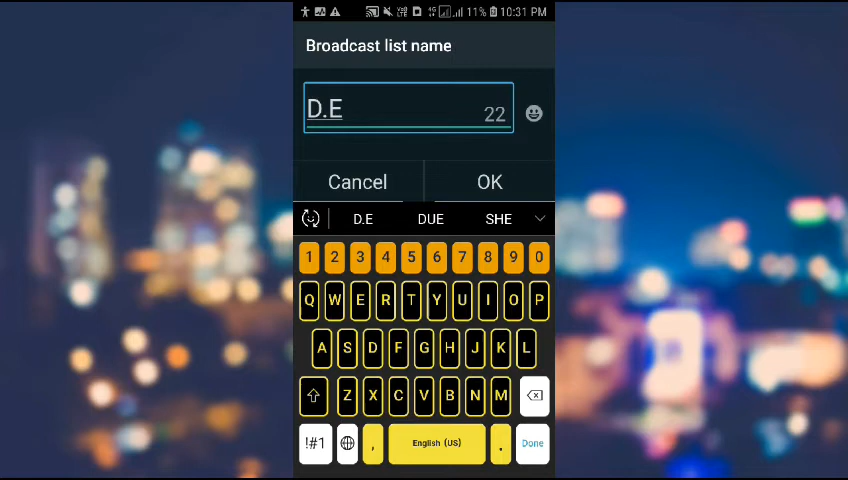 11% 10:31 PM
Broadcast list name
D.E 22
Cancel OK
D.E DUE SHE
1 2 3 4 5 6 7 8 9 0
Q W E R T Y U I O P
A S D F G H J K L
Z X C V B N M
!#1 , English (US) . Done